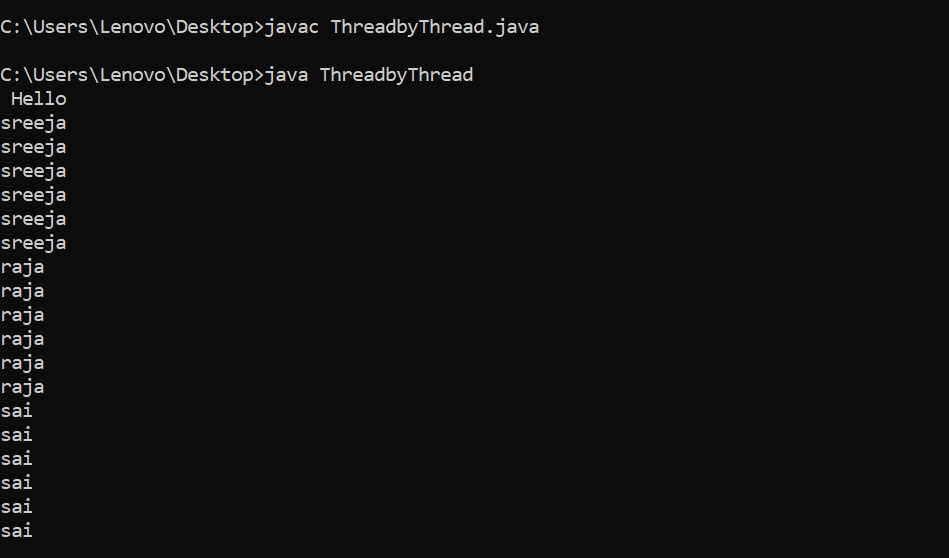 C:\Users\Lenovo\Desktop>javac ThreadbyThread.java
C:\Users\Lenovo\Desktop>java ThreadbyThread
 Hello
sreeja
sreeja
sreeja
sreeja
sreeja
sreeja
raja
raja
raja
raja
raja
raja
sai
sai
sai
sai
sai
sai